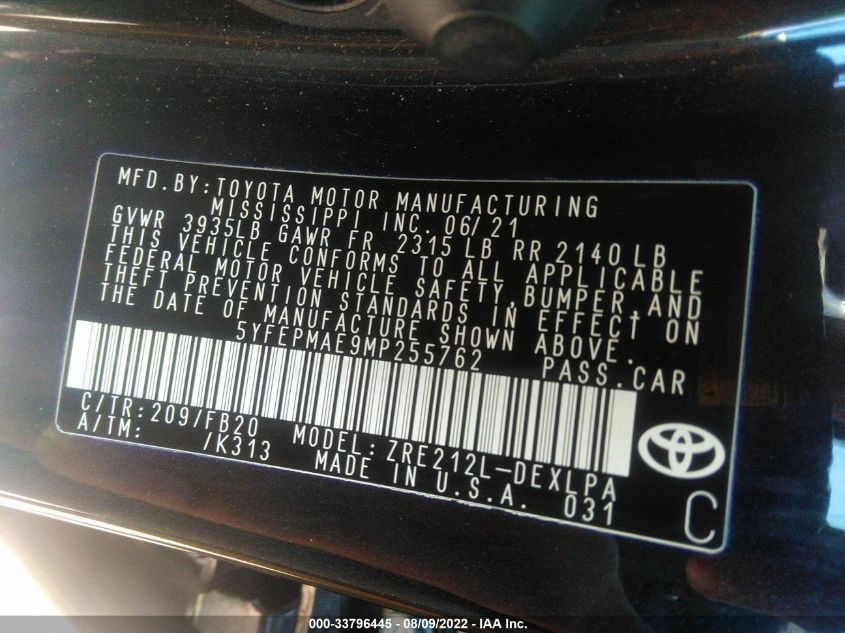 MFD.BY:TOYOTA MOTOR MANUFACTURING
MISSISSIPPI INC. 06/21
GVWR 3935LB GAWR FR 2315 LB RR 2140 LB
THIS VEHICLE CONFORMS TO ALL APPLICABLE
FEDERAL MOTOR VEHICLE SAFETY,BUMPER,AND
THEFT PREVENTION STANDARDS IN EFFECT ON
THE DATE OF MANUFACTURE SHOWN ABOVE.
5YFEPMAE9MP255762 PASS.CAR
C/TR:209/FB20 MODEL:ZRE212L-DEXLPA
A/TM: /K313 MADE IN U.S.A. 031
C
000-33796445 - 08/09/2022 - IAA Inc.